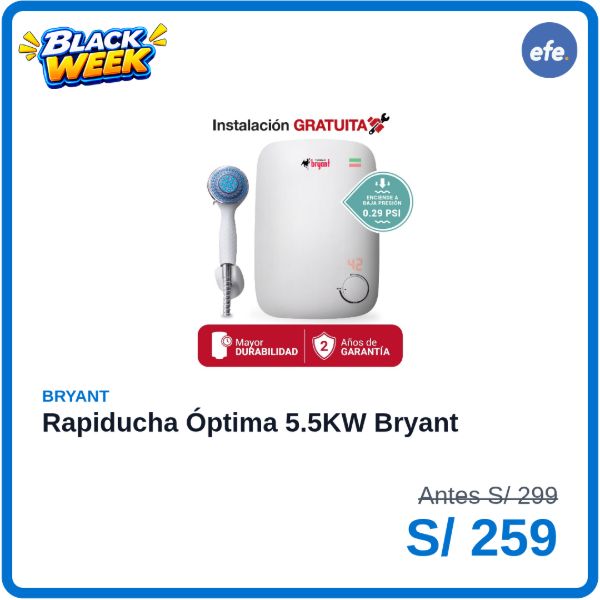 BLACK
WEEK
efe.
Instalación GRATUITA
bryant
ENCIENDE A
BAJA PRESIÓN
0.29 PSI
42
Mayor
DURABILIDAD
2
Años de
GARANTÍA
BRYANT
Rapiducha Óptima 5.5KW Bryant
Antes S/ 299
S/ 259